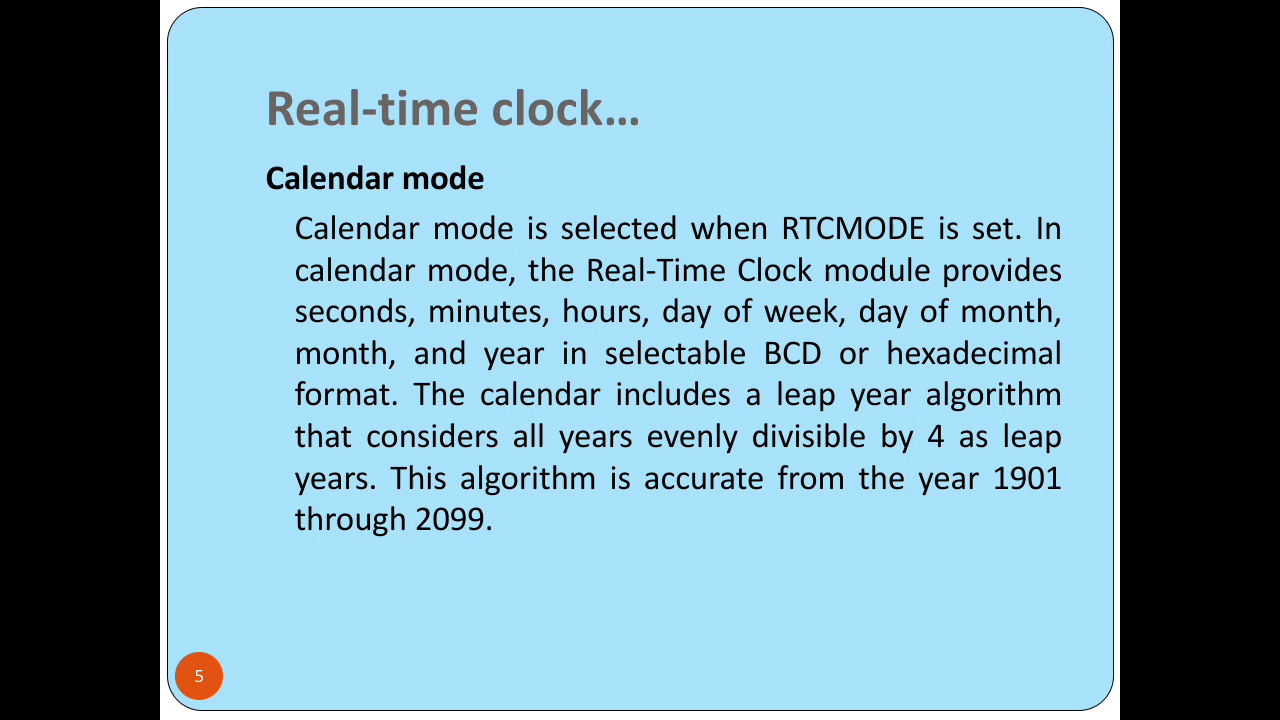 Real-time clock…
Calendar mode
Calendar mode is selected when RTCMODE is set. In
calendar mode, the Real-Time Clock module provides
seconds, minutes, hours, day of week, day of month,
month, and year in selectable BCD or hexadecimal
format. The calendar includes a leap year algorithm
that considers all years evenly divisible by 4 as leap
years. This algorithm is accurate from the year 1901
through 2099.
5